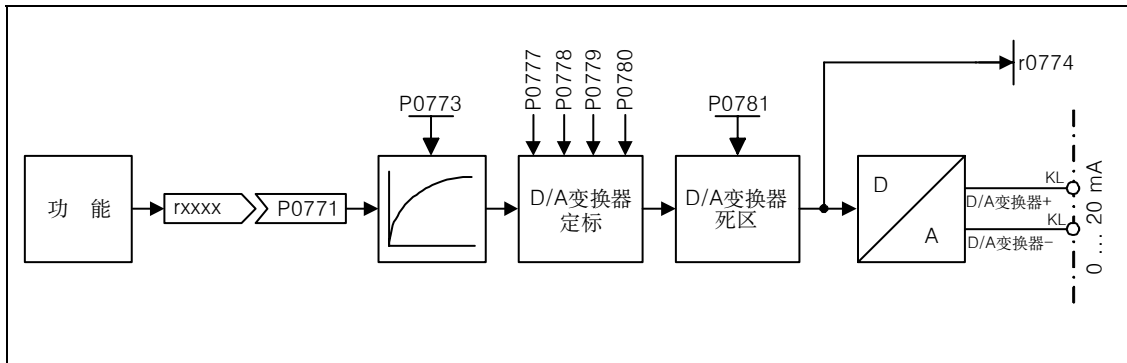 r0774
P0777
P0778
P0779
P0780
P0773
P0781
功 能
rxxxx
P0771
D/A变换器
定标
D/A变换器
死区
D
A
KL
D/A变换器+
KL
D/A变换器-
0 ... 20 mA